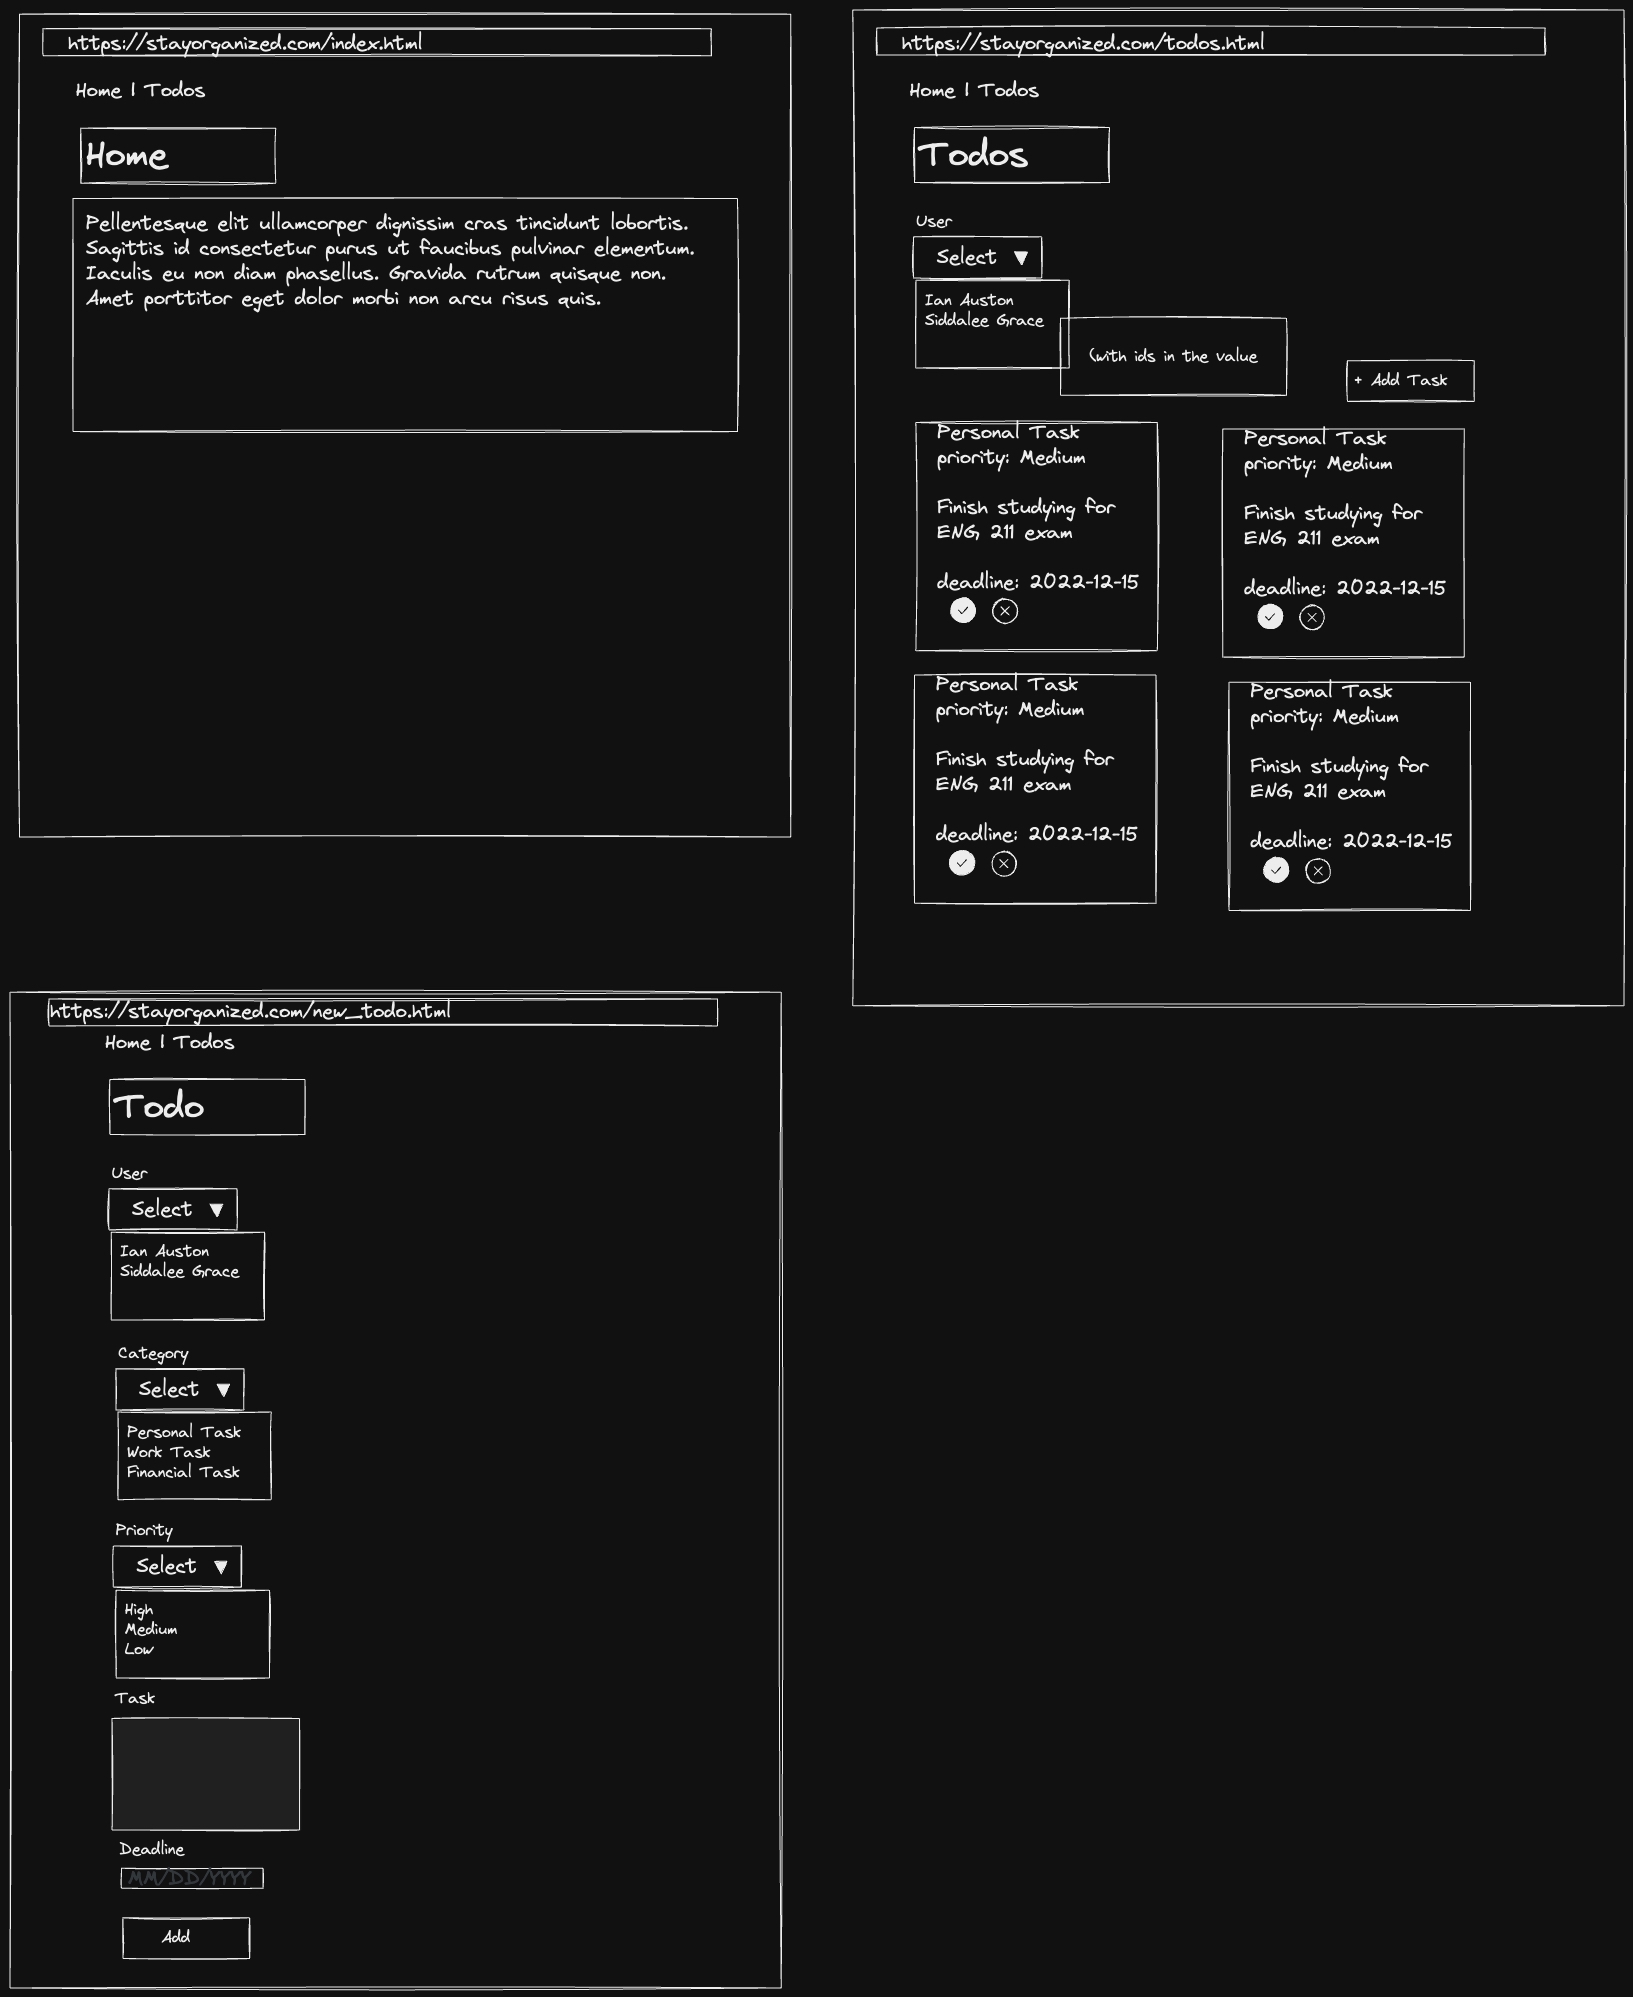 https://stayorganized.com/index.html
Home | Todos
Home
Pellentesque elit ullamcorper dignissim cras tincidunt lobortis.
Sagittis id consectetur purus ut faucibus pulvinar elementum.
Iaculis eu non diam phasellus. Gravida rutrum quisque non.
Amet porttitor eget dolor morbi non arcu risus quis.
https://stayorganized.com/todos.html
Home | Todos
Todos
User
Select ▼
Ian Auston
Siddalee Grace
(with ids in the value
+ Add Task
Personal Task
priority: Medium
Finish studying for
ENG 211 exam
deadline: 2022-12-15
Personal Task
priority: Medium
Finish studying for
ENG 211 exam
deadline: 2022-12-15
Personal Task
priority: Medium
Finish studying for
ENG 211 exam
deadline: 2022-12-15
Personal Task
priority: Medium
Finish studying for
ENG 211 exam
deadline: 2022-12-15
https://stayorganized.com/new_todo.html
Home | Todos
Todo
User
Select ▼
Ian Auston
Siddalee Grace
Category
Select ▼
Personal Task
Work Task
Financial Task
Priority
Select ▼
High
Medium
Low
Task
Deadline
MM/DD/YYYY
Add